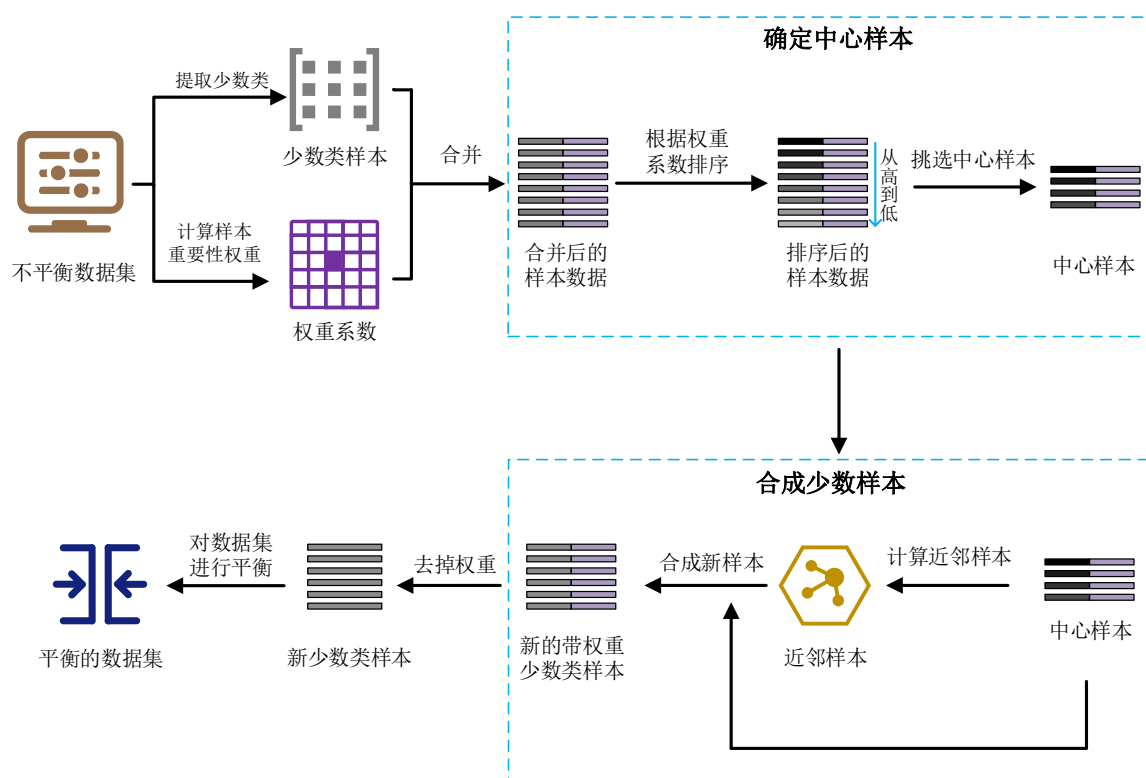 确定中心样本
提取少数类
少数类样本
合并
计算样本
重要性权重
不平衡数据集
权重系数
合并后的
样本数据
根据权重
系数排序
从高到低
排序后的
样本数据
挑选中心样本
中心样本
合成少数样本
对数据集
进行平衡
平衡的数据集
去掉权重
新少数类样本
新的带权重
少数类样本
合成新样本
近邻样本
计算近邻样本
中心样本